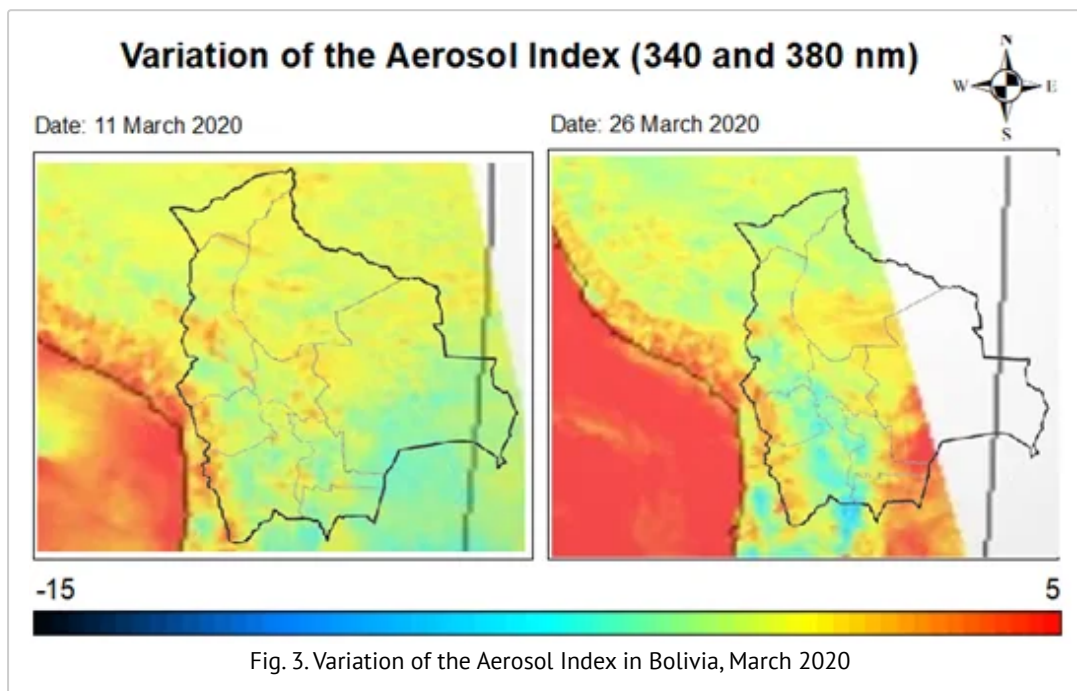 Variation of the Aerosol Index (340 and 380 nm)
N
W E
S
Date: 11 March 2020
Date: 26 March 2020
-15 5
Fig. 3. Variation of the Aerosol Index in Bolivia, March 2020